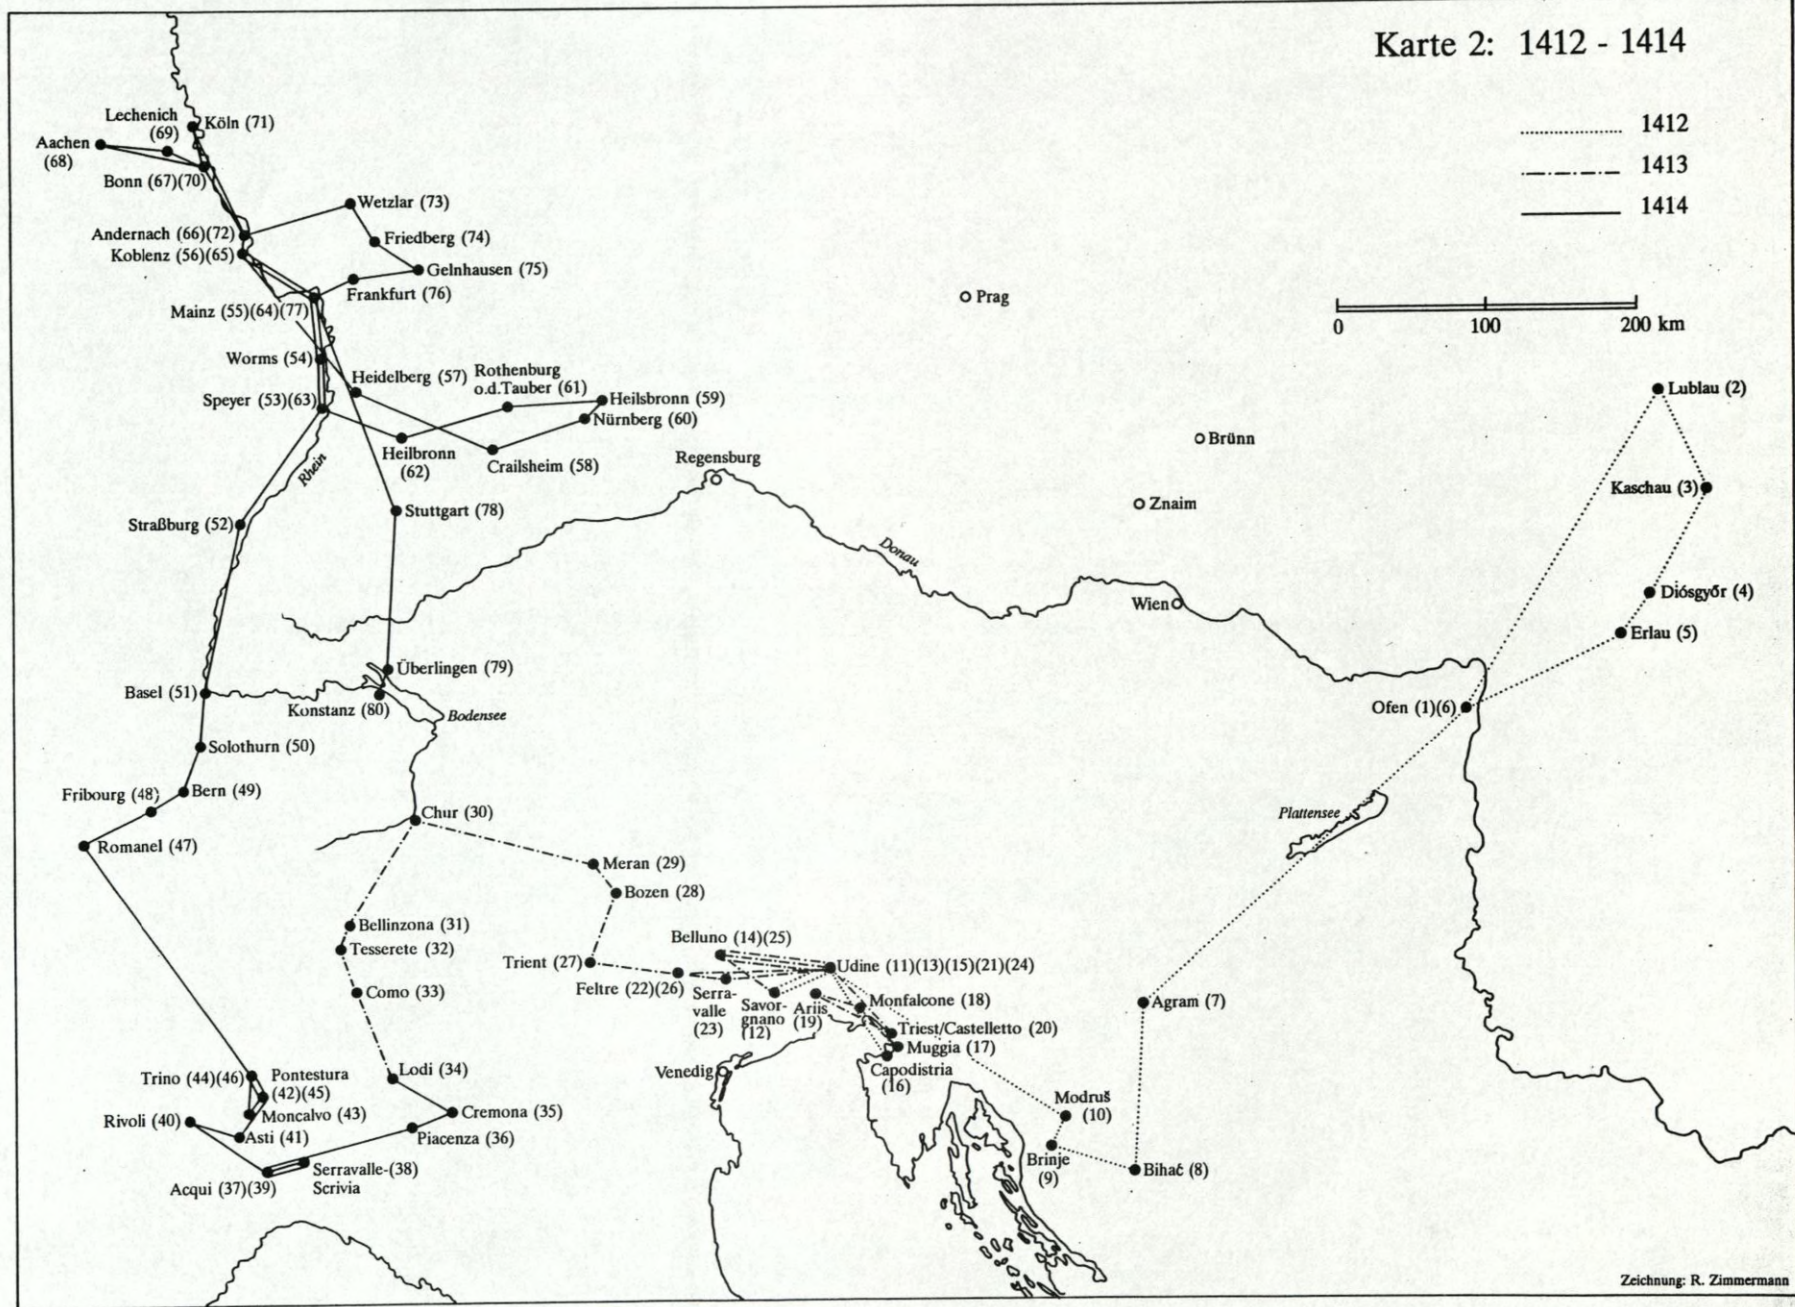 Karte 2: 1412 - 1414
1412
1413
1414
0 100 200 km
Lechenich
(69)
Köln (71)
Aachen
(68)
Bonn (67)(70)
Wetzlar (73)
Andernach (66)(72)
Friedberg (74)
Koblenz (56)(65)
Gelnhausen (75)
Frankfurt (76)
Mainz (55)(64)(77)
Prag
Worms (54)
Heidelberg (57)
Rothenburg
o.d.Tauber (61)
Speyer (53)(63)
Heilsbronn (59)
Nürnberg (60)
Heilbronn
(62)
Crailsheim (58)
Lublau (2)
Brünn
Rhein
Regensburg
Kaschau (3)
Znaim
Stuttgart (78)
Straßburg (52)
Donau
Wien
Diósgyőr (4)
Erlau (5)
Überlingen (79)
Basel (51)
Konstanz (80)
Bodensee
Ofen (1)(6)
Solothurn (50)
Fribourg (48)
Bern (49)
Chur (30)
Plattensee
Romanel (47)
Meran (29)
Bozen (28)
Bellinzona (31)
Tesserete (32)
Belluno (14)(25)
Trient (27)
Udine (11)(13)(15)(21)(24)
Feltre (22)(26)
Como (33)
Serra-
valle
(23)
Savor-
gnano
(12)
Ariis
(19)
Monfalcone (18)
Agram (7)
Triest/Castelletto (20)
Muggia (17)
Capodistria
(16)
Venedig
Lodi (34)
Trino (44)(46)
Pontestura
(42)(45)
Moncalvo (43)
Rivoli (40)
Asti (41)
Cremona (35)
Piacenza (36)
Modruš
(10)
Brinje
(9)
Bihać (8)
Serravalle-(38)
Scrivia
Acqui (37)(39)
Zeichnung: R. Zimmermann